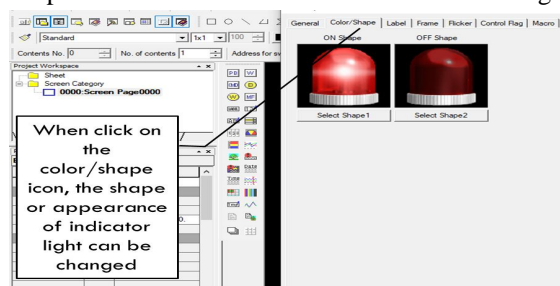 Standard
1x1
100
Contents No. 0
No. of contents 1
Address for sw
Project Workspace
Sheet
Screen Category
0000:Screen Page0000
When click on
the
color/shape
icon, the shape
or appearance
of indicator
light can be
changed
PB W
General Color/Shape Label Frame Flicker Control Flag Macro
ON Shape OFF Shape
Select Shape1 Select Shape2